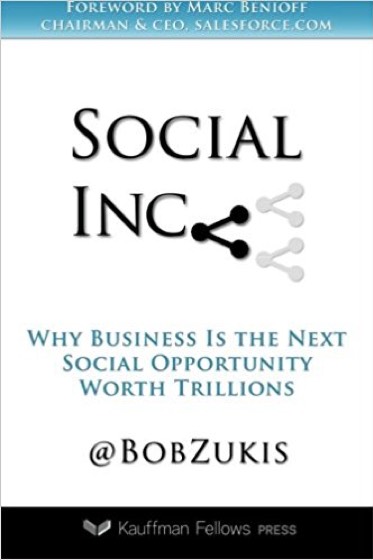 FOREWORD BY MARC BENIOFF
CHAIRMAN & CEO, SALESFORCE.COM
SOCIAL
INC
WHY BUSINESS IS THE NEXT
SOCIAL OPPORTUNITY
WORTH TRILLIONS
@BOBZUKIS
Kauffman Fellows PRESS